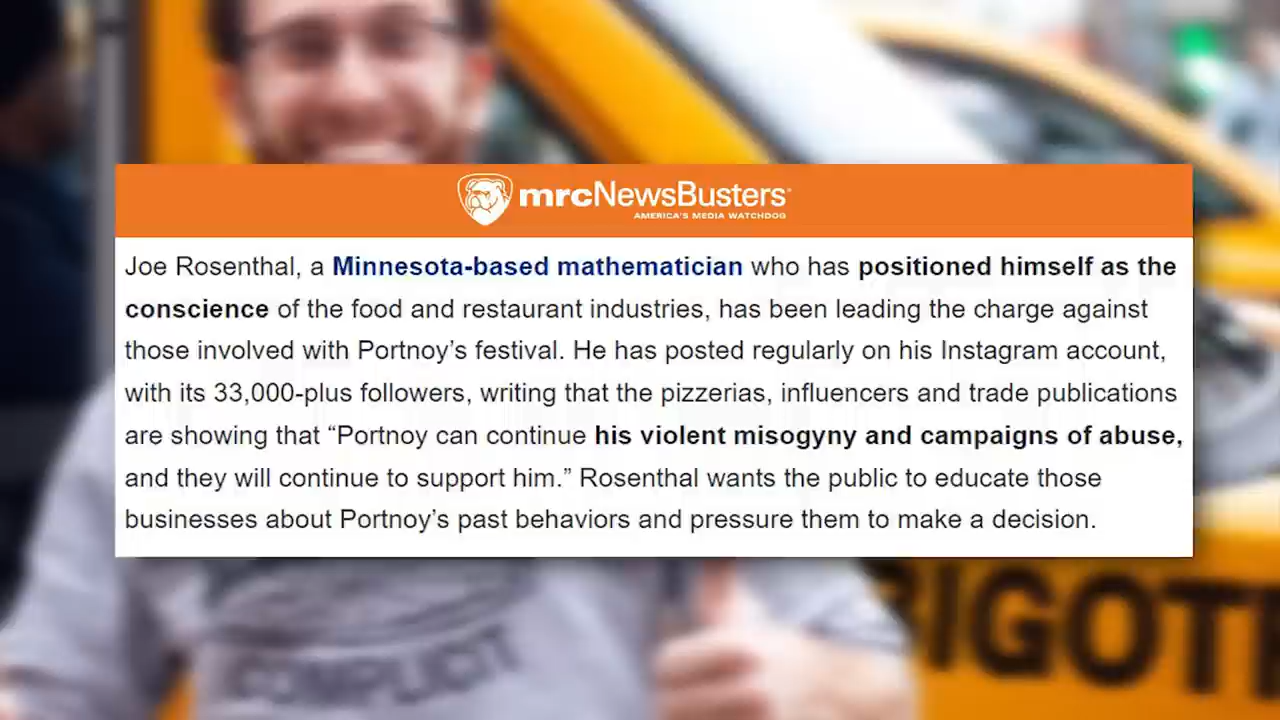 mrcNewsBusters
AMERICA'S MEDIA WATCHDOG
Joe Rosenthal, a Minnesota-based mathematician who has positioned himself as the
conscience of the food and restaurant industries, has been leading the charge against
those involved with Portnoy’s festival. He has posted regularly on his Instagram account,
with its 33,000-plus followers, writing that the pizzerias, influencers and trade publications
are showing that “Portnoy can continue his violent misogyny and campaigns of abuse,
and they will continue to support him.” Rosenthal wants the public to educate those
businesses about Portnoy’s past behaviors and pressure them to make a decision.
COMPLICIT
BIGOTE